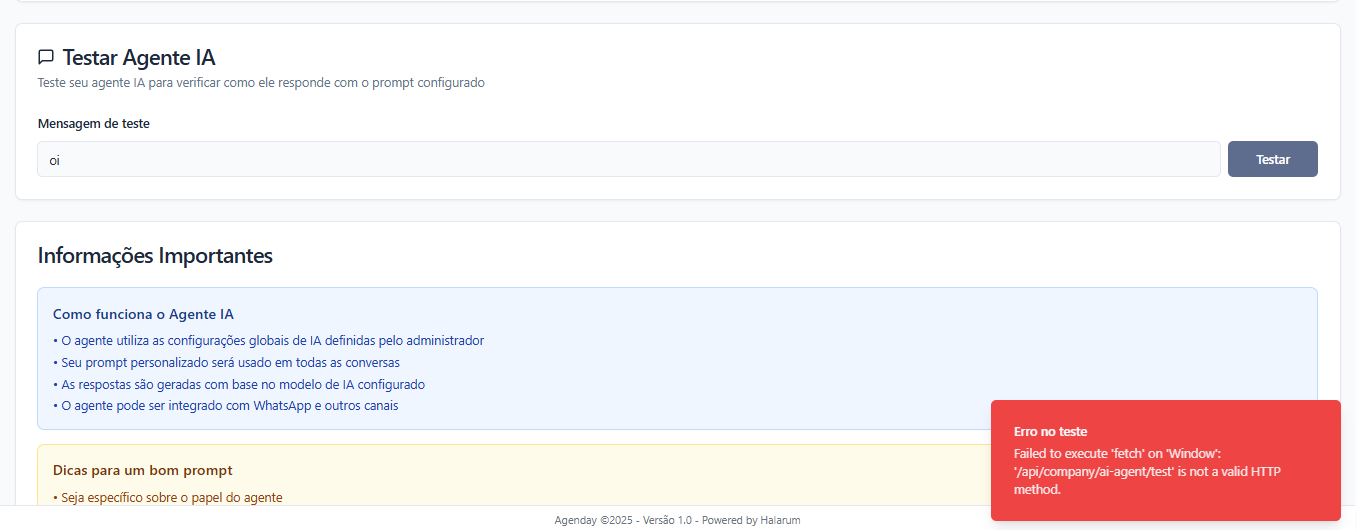 Testar Agente IA
Teste seu agente IA para verificar como ele responde com o prompt configurado
Mensagem de teste
oi
Testar
Informações Importantes
Como funciona o Agente IA
• O agente utiliza as configurações globais de IA definidas pelo administrador
• Seu prompt personalizado será usado em todas as conversas
• As respostas são geradas com base no modelo de IA configurado
• O agente pode ser integrado com WhatsApp e outros canais
Dicas para um bom prompt
• Seja específico sobre o papel do agente
Erro no teste
Failed to execute 'fetch' on 'Window':
'/api/company/ai-agent/test' is not a valid HTTP
method.
Agenday ©2025 - Versão 1.0 - Powered by Halarum